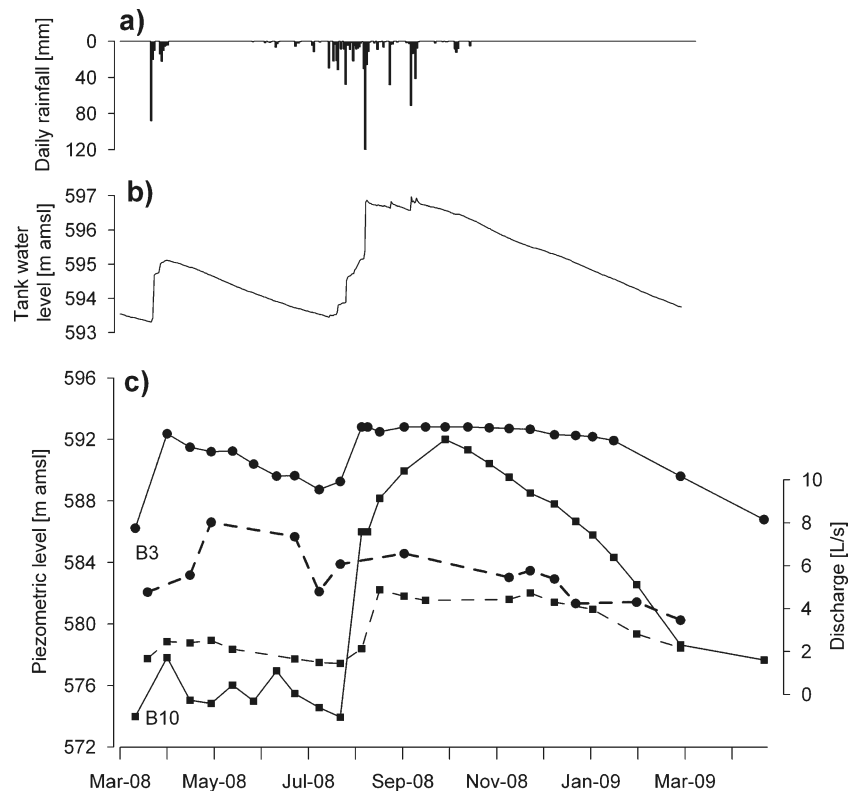 a)
0
40
80
120
Daily rainfall [mm]
b)
597
596
595
594
593
Tank water
level [m amsl]
c)
596
592
588
584
580
576
572
Piezometric level [m amsl]
B3
B10
10
8
6
4
2
0
Discharge [L/s]
Mar-08 May-08 Jul-08 Sep-08 Nov-08 Jan-09 Mar-09